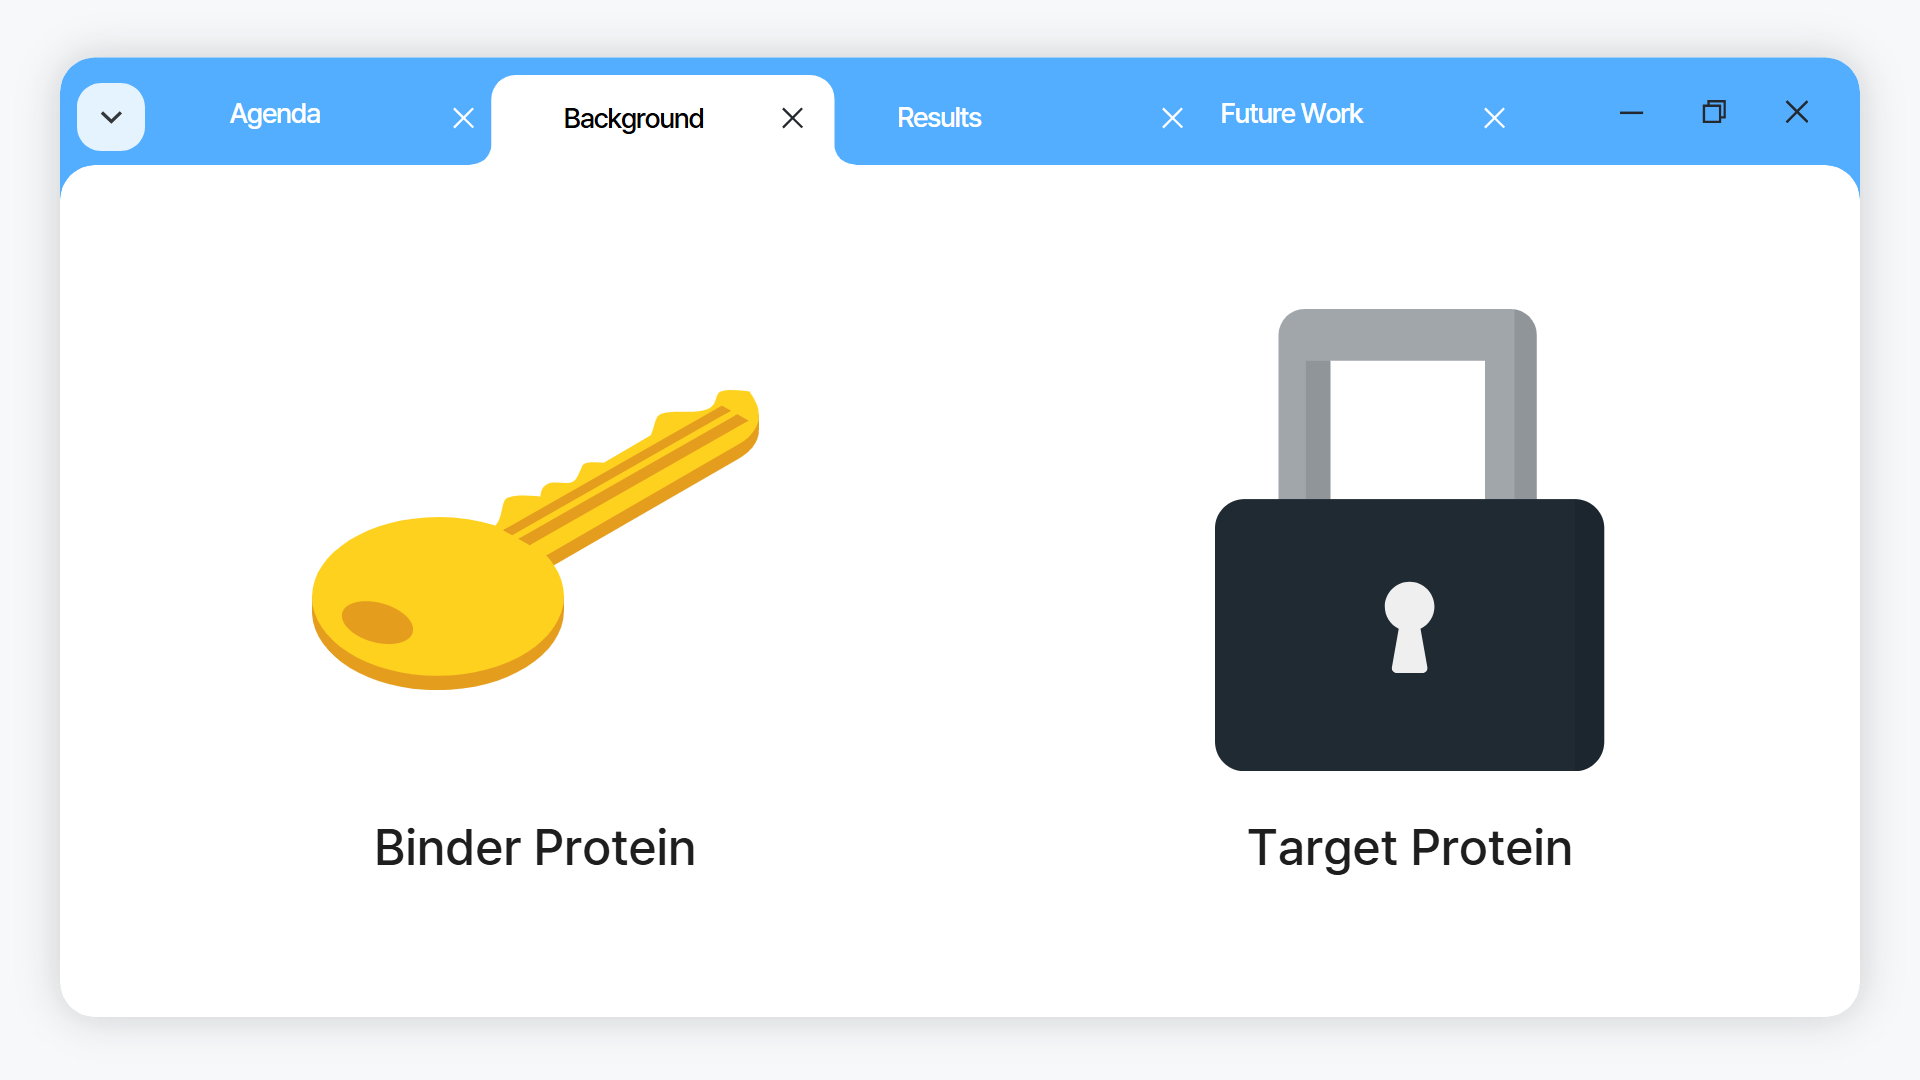 Agenda
Background
Results
Future Work
Binder Protein
Target Protein